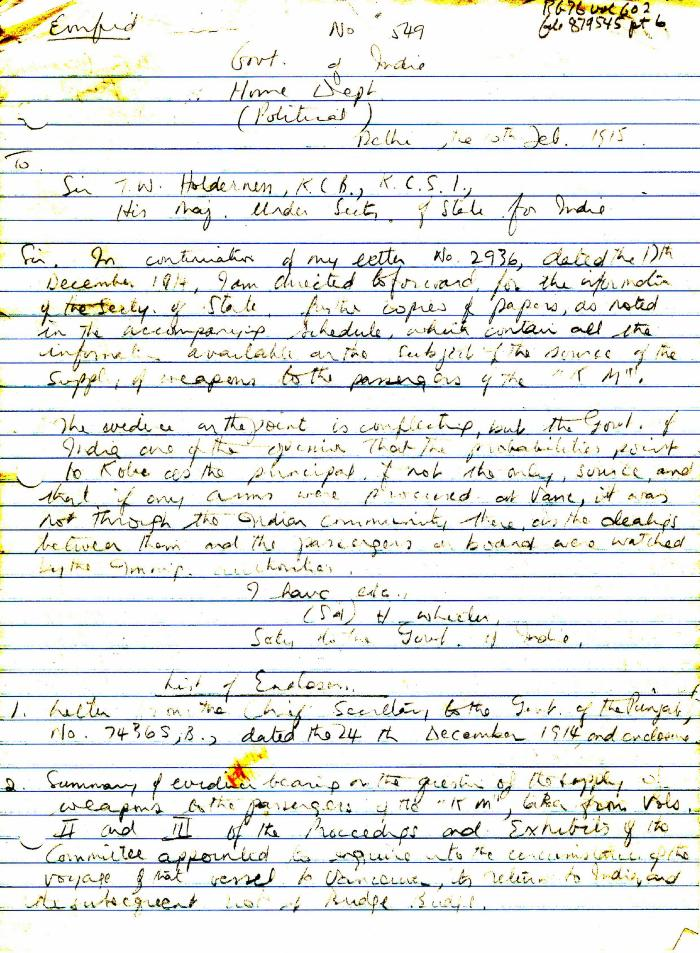 Confid
No 549
RG76 vol 602
file 879545 pt 6
Govt. of India
Home Dept
(Political)
Delhi, the 10th Feb. 1915.
To
Sir T.W. Holderness, K.C.B., K.C.S.I.,
His Maj. Under Secty. of State for India
Sir. In continuation of my letter No. 2936, dated the 17th
December 1914, I am directed to forward, for the information
of the Secty. of State, further copies of papers, as noted
in the accompanying schedule, which contain all the
information available on the subject of the source of the
supply of weapons to the passengers of the "K M".
The evidence on the point is conflicting, but the Govt. of
India are of the opinion that the probabilities point
to Kobe as the principal, if not the only, source, and
that if any arms were procured at Vanc, it was
not through the Indian community there, as the dealings
between them and the passengers on board were watched
by the Immig. authorities.
I have etc.,
(Sd) H wheeler,
Secty to the Govt. of India.
List of Enclosures.
1. Letter from the Chief Secretary to the Govt. of the Punjab,
No. 7436 S.B., dated the 24 th December 1914, and enclosure
2. Summary of evidence bearing on the question of the supply of
weapons to the passengers of the "K M", taken from Vols.
II and III of the Proceedings and Exhibits of the
Committee appointed to enquire into the circumstances of the
voyage of that vessel to Vancouver, its return to India, and
the subsequent riot at Budge Budge.